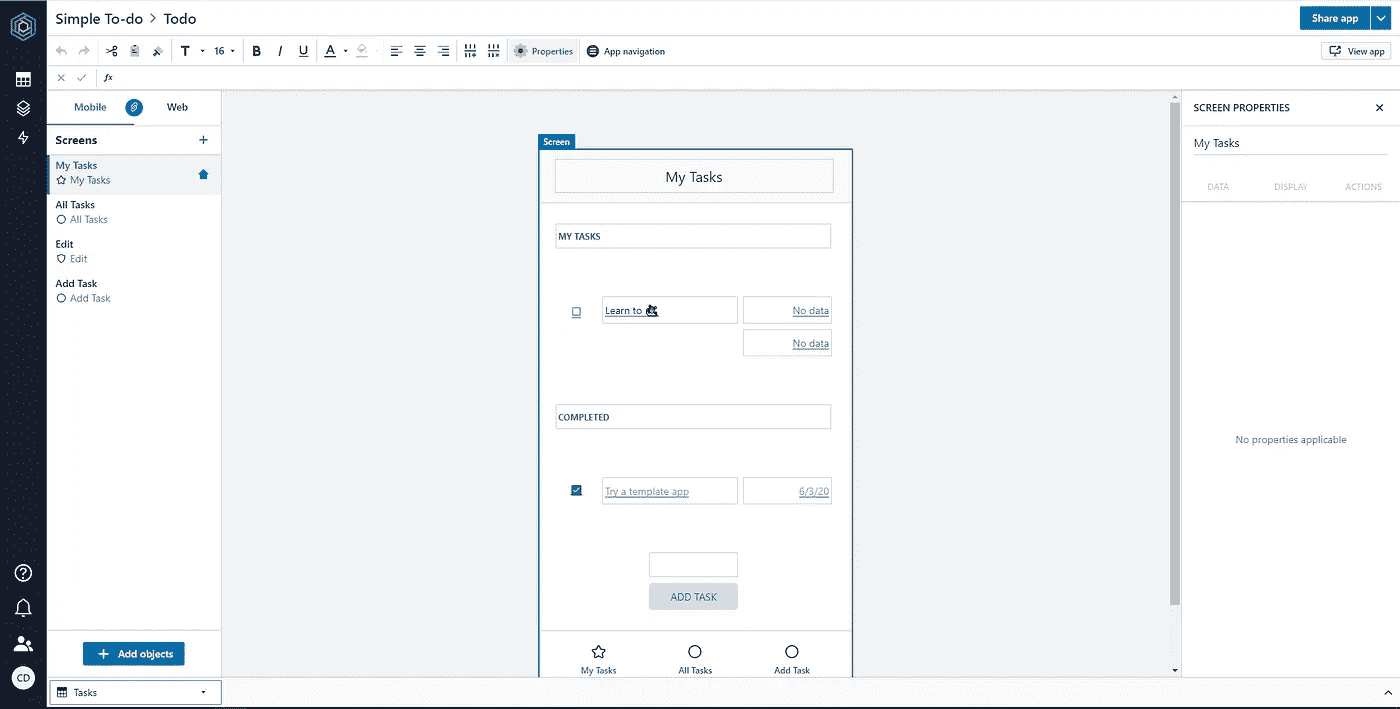 Simple To-do > Todo
Share app
T 16 B I U A Properties App navigation
View app
fx
Mobile Web
Screens +
My Tasks
My Tasks
All Tasks
All Tasks
Edit
Edit
Add Task
Add Task
+ Add objects
CD
Tasks
Screen
My Tasks
MY TASKS
Learn to
No data
No data
COMPLETED
Try a template app
6/3/20
ADD TASK
My Tasks All Tasks Add Task
SCREEN PROPERTIES
My Tasks
DATA DISPLAY ACTIONS
No properties applicable